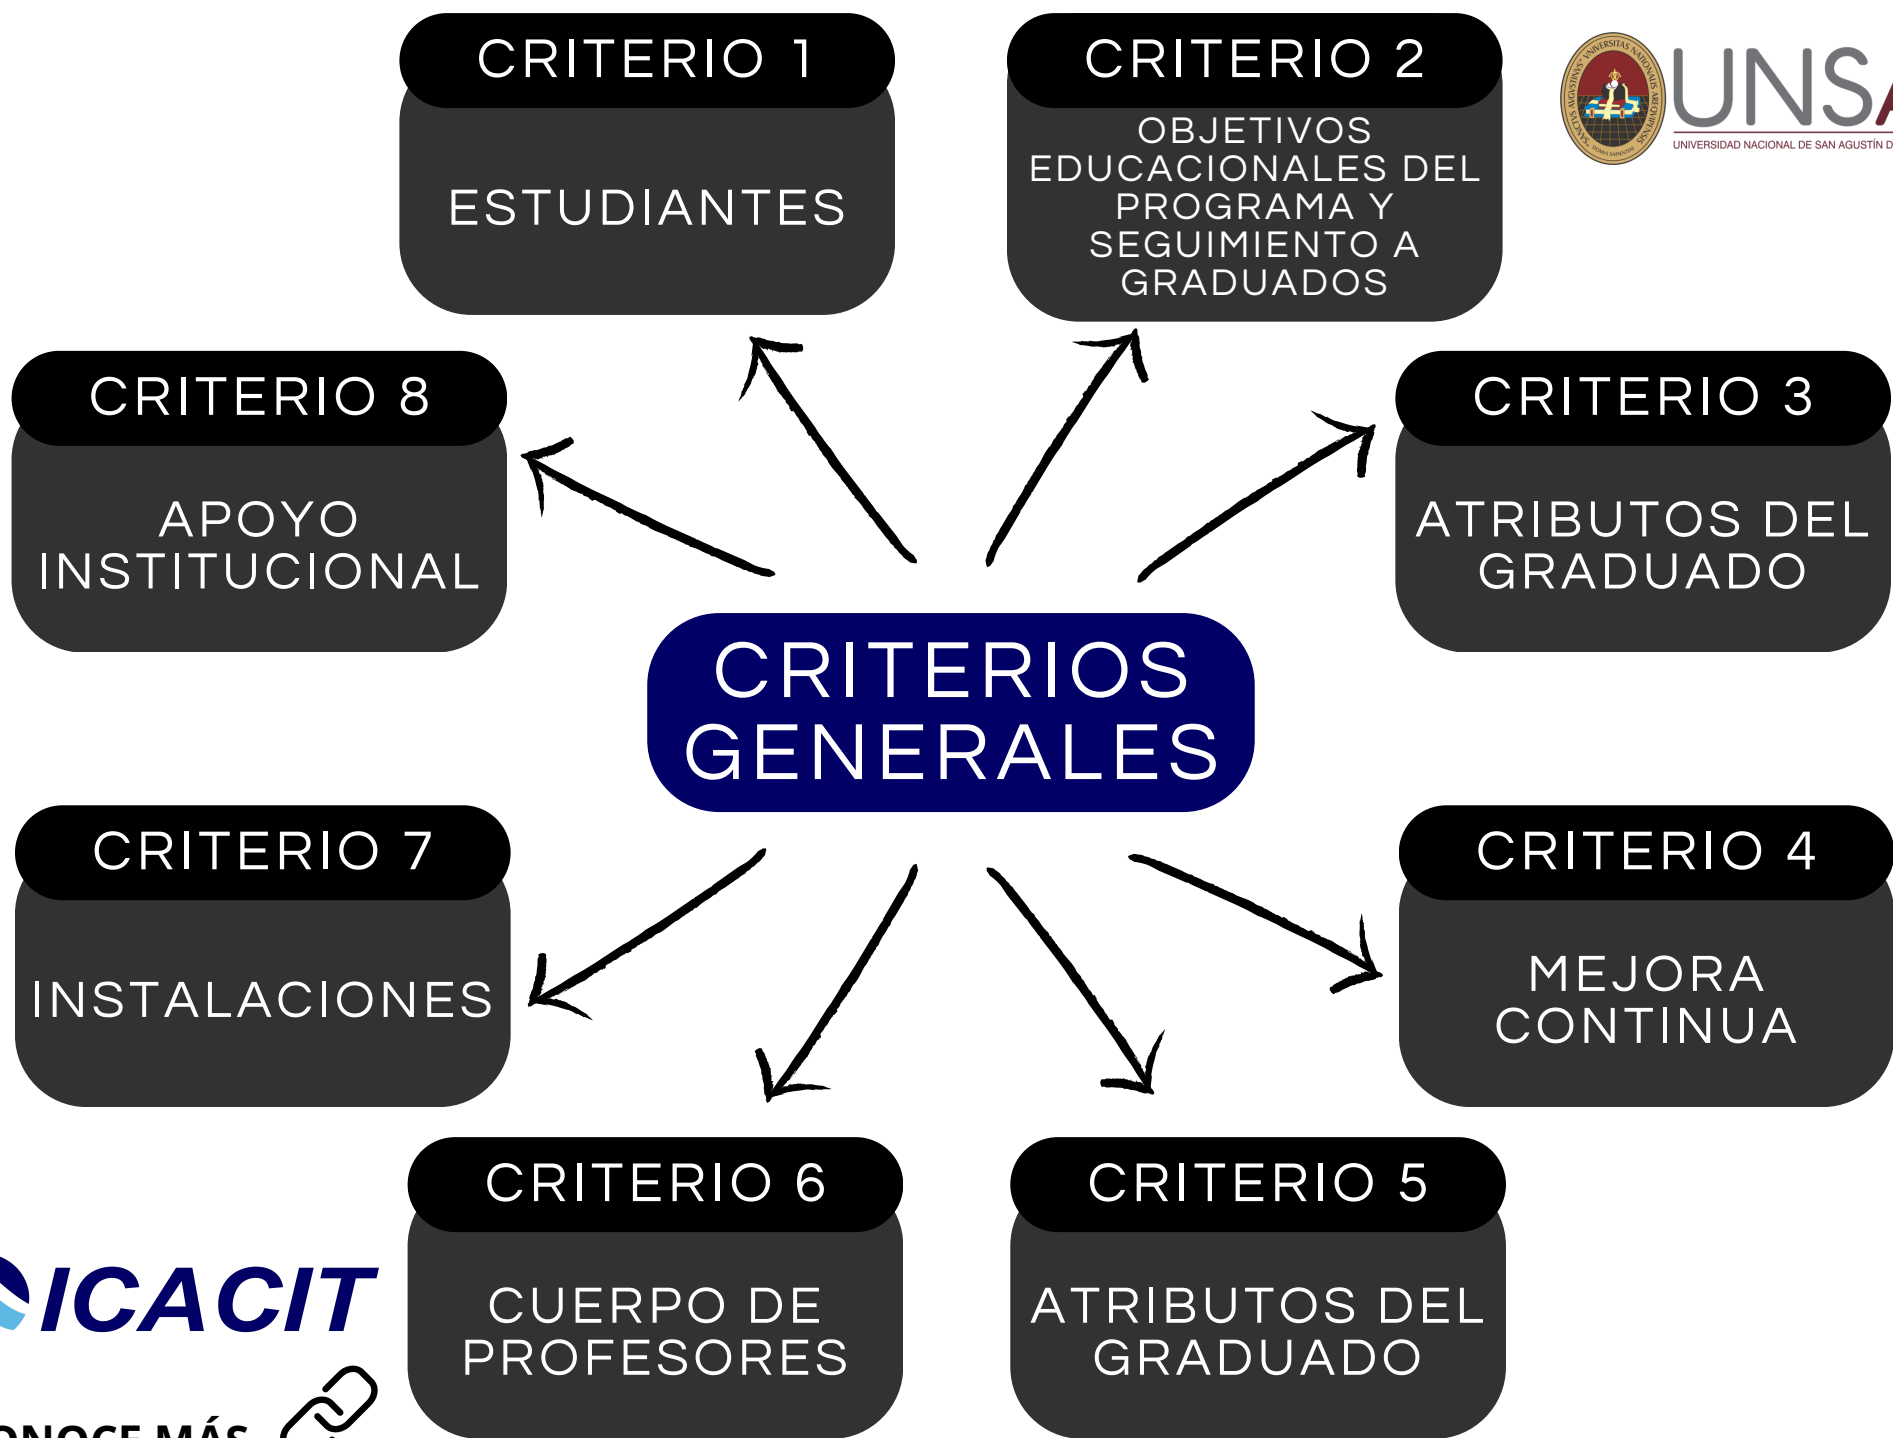 CRITERIO 1
ESTUDIANTES
CRITERIO 2
OBJETIVOS
EDUCACIONALES DEL
PROGRAMA Y
SEGUIMIENTO A
GRADUADOS
UNSA
UNIVERSIDAD NACIONAL DE SAN AGUSTÍN D
CRITERIO 8
APOYO
INSTITUCIONAL
CRITERIO 3
ATRIBUTOS DEL
GRADUADO
CRITERIOS
GENERALES
CRITERIO 7
INSTALACIONES
CRITERIO 4
MEJORA
CONTINUA
CRITERIO 6
CUERPO DE
PROFESORES
CRITERIO 5
ATRIBUTOS DEL
GRADUADO
ICACIT
ONOCE MÁS